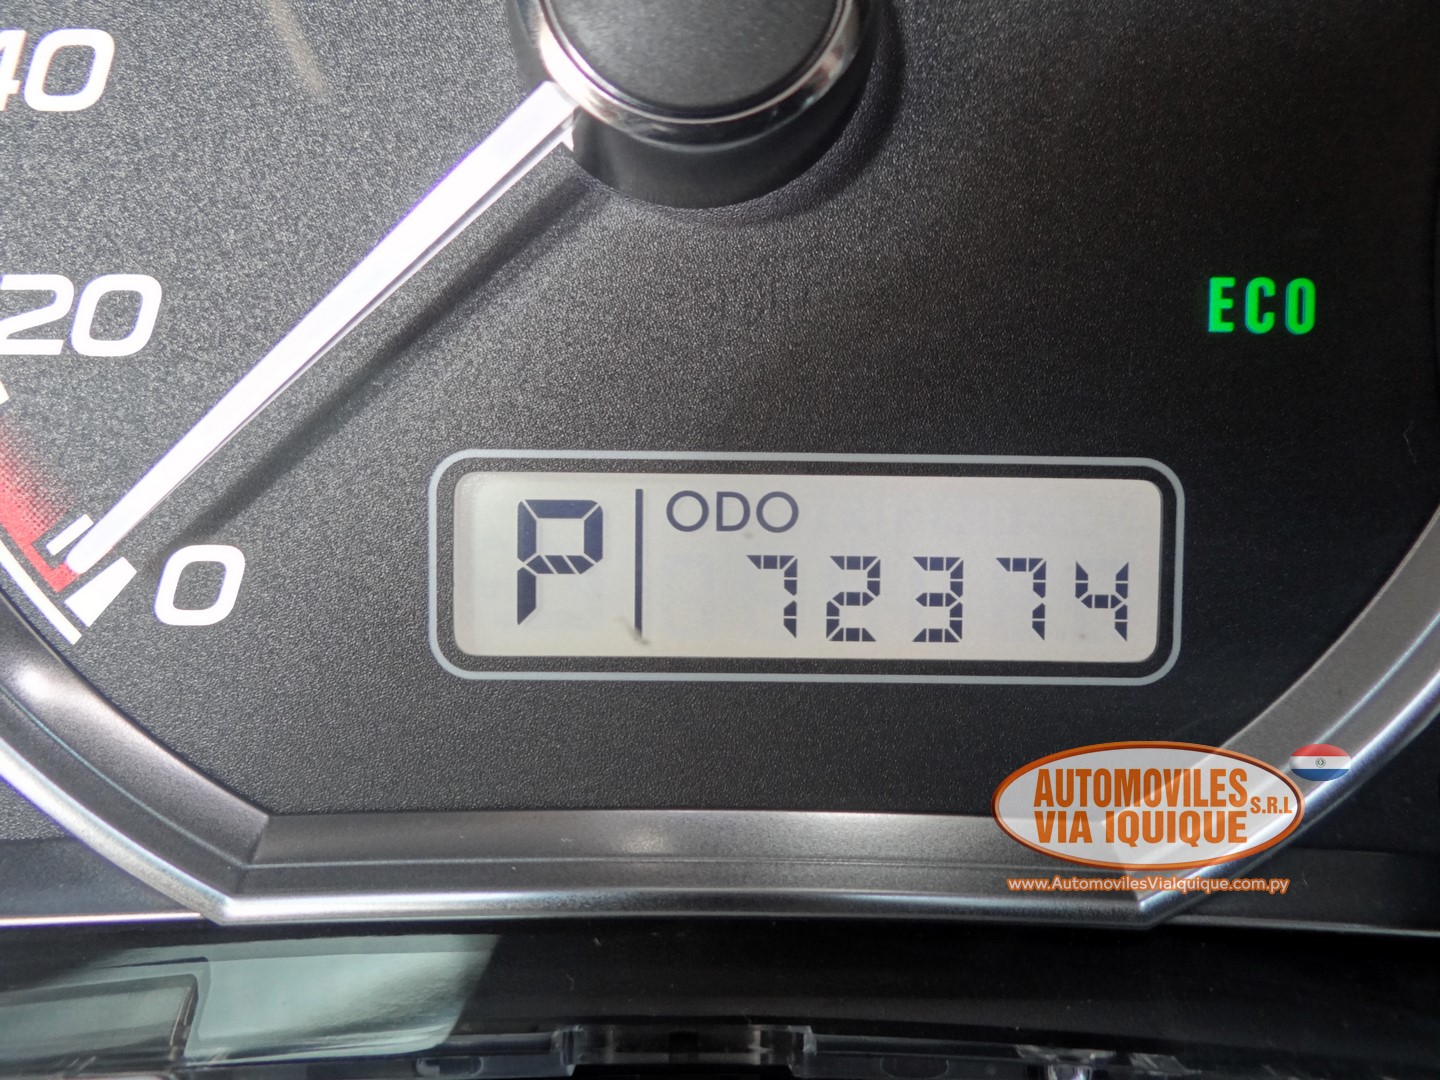 40
20
0
ECO
P
ODO
72374
AUTOMOVILES
VIA IQUIQUE S.R.L
www.AutomovilesViaIquique.com.py